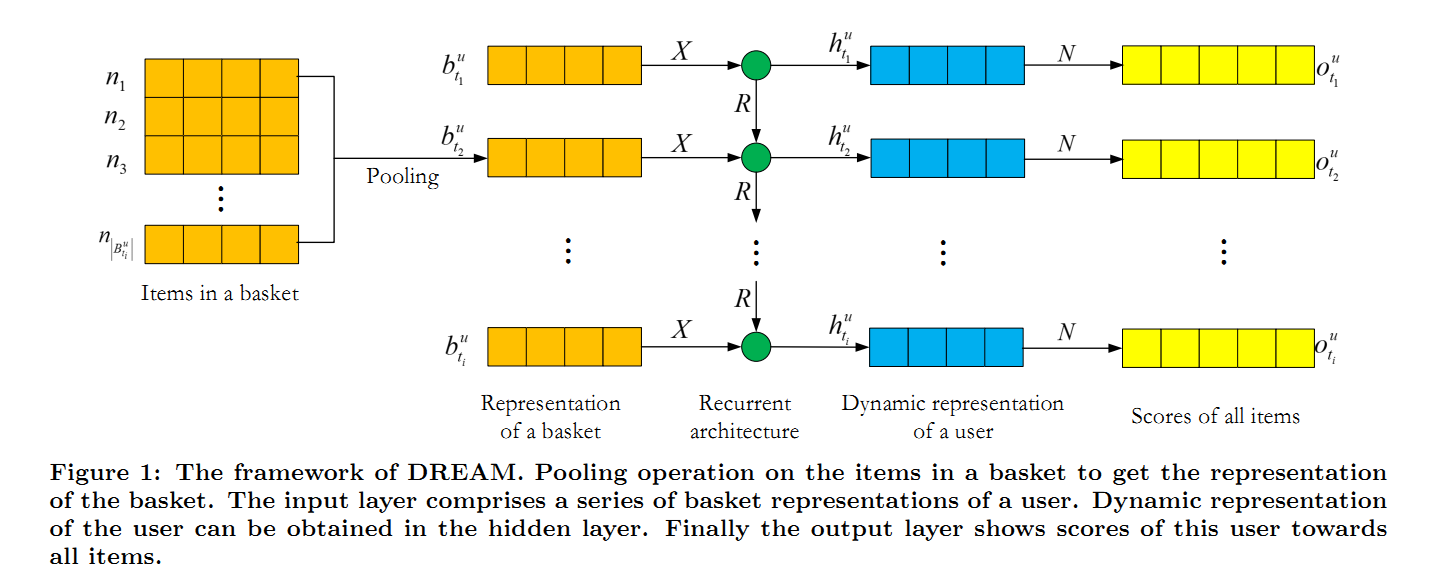 n₁
n₂
n₃
⋮
n_{|B^u_{t_i}|}
Items in a basket
Pooling
b^u_{t_1} X h^u_{t_1} N o^u_{t_1}
R
b^u_{t_2} X h^u_{t_2} N o^u_{t_2}
R
⋮ ⋮ ⋮ ⋮
R
b^u_{t_i} X h^u_{t_i} N o^u_{t_i}
Representation
of a basket
Recurrent
architecture
Dynamic representation
of a user
Scores of all items
Figure 1: The framework of DREAM. Pooling operation on the items in a basket to get the representation
of the basket. The input layer comprises a series of basket representations of a user. Dynamic representation
of the user can be obtained in the hidden layer. Finally the output layer shows scores of this user towards
all items.